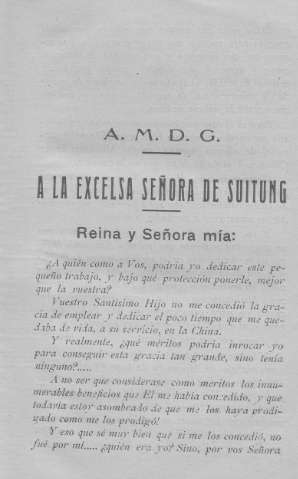 A. M. D. G.
A LA EXCELSA SEÑORA DE SUITUNG
Reina y Señora mía:
¿A quién como a Vos, podría yo dedicar este pe-
queño trabajo, y bajo qué protección ponerle, mejor
que la vuestra?
Vuestro Santísimo Hijo no me concedió la gra-
cia de emplear y dedicar el poco tiempo que me que-
daba de vida, a su servicio, en la China.
Y realmente, ¿qué méritos podría invocar yo
para conseguir esta gracia tan grande, sino tenía
ninguno?.....
A no ser que considerase como méritos los innu-
merables beneficios que El me había concedido, y que
todavía estoy asombrado de que me los haya prodi-
gado como me los prodigó!
Y eso que sé muy bien que si me los concedió, no
fué por mí..... ¿quién era yo? Sino, por vos Señora